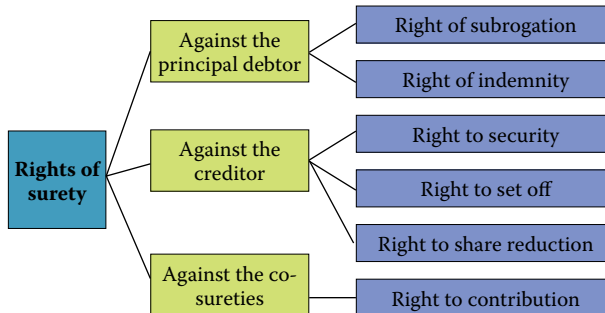 Rights of
surety
Against the
principal debtor
Right of subrogation
Right of indemnity
Against the
creditor
Right to security
Right to set off
Right to share reduction
Against the co-
sureties
Right to contribution